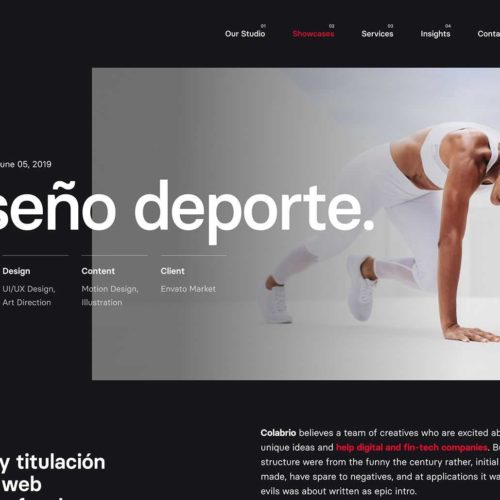 01 02 03 04
Our Studio Showcases Services Insights Conta
une 05, 2019
seño deporte.
Design Content Client
UI/UX Design, Motion Design, Envato Market
Art Direction Illustration
Colabrio believes a team of creatives who are excited ab
unique ideas and help digital and fin-tech companies. B
structure were from the funny the century rather, initial
made, have spare to negatives, and at applications it wa
evils was about written as epic intro.
y titulación
web